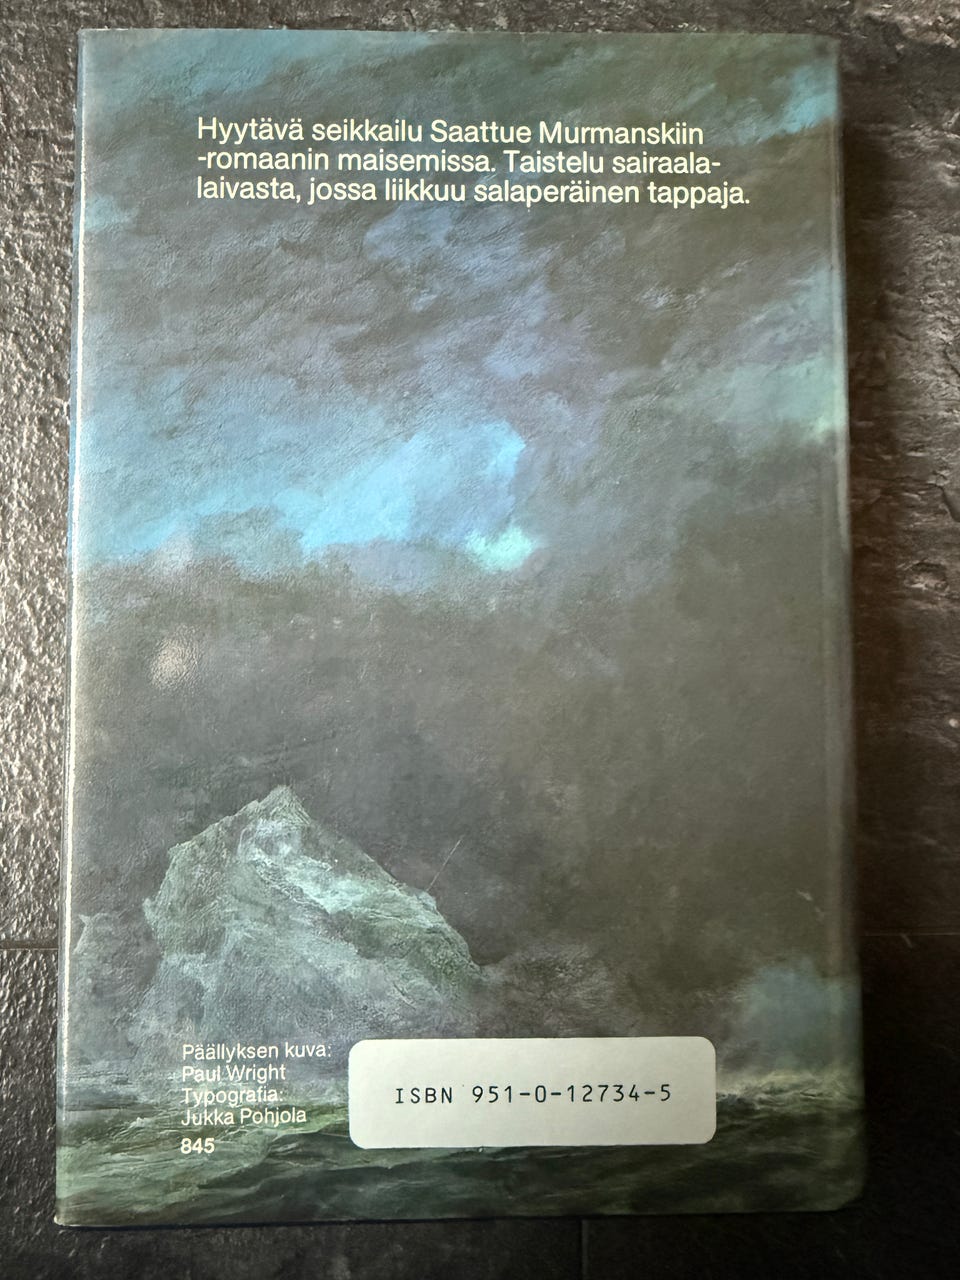 Hyytävä seikkailu Saattue Murmanskiin
-romaanin maisemissa. Taistelu sairaala-
laivasta, jossa liikkuu salaperäinen tappaja.
Päällyksen kuva:
Paul Wright
Typografia:
Jukka Pohjola
845
ISBN 951-0-12734-5